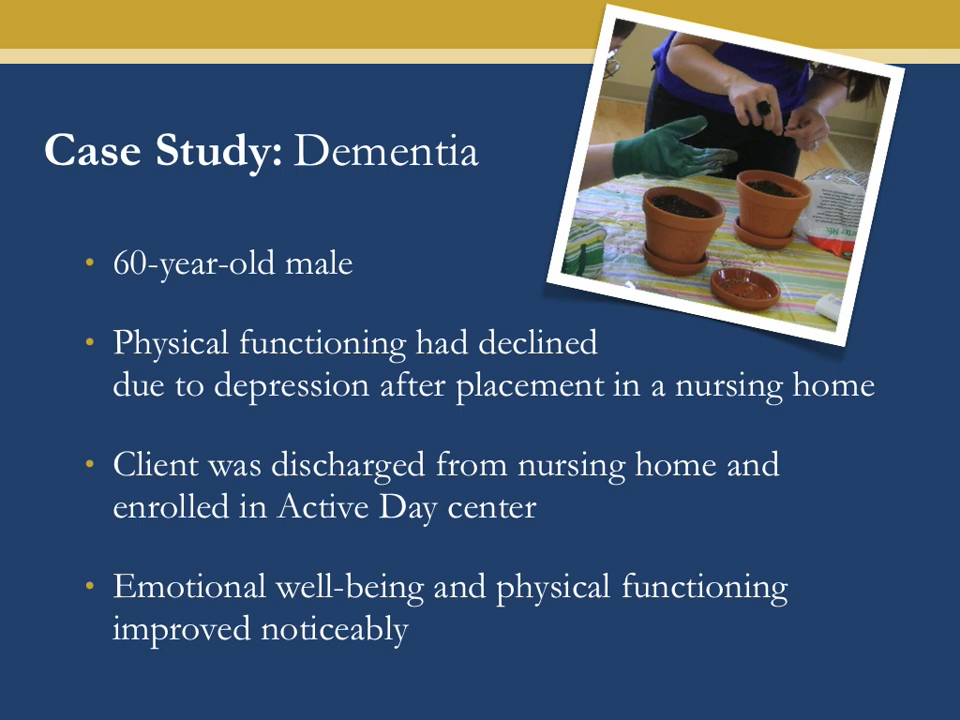 Case Study: Dementia
• 60-year-old male
• Physical functioning had declined
due to depression after placement in a nursing home
• Client was discharged from nursing home and
enrolled in Active Day center
• Emotional well-being and physical functioning
improved noticeably